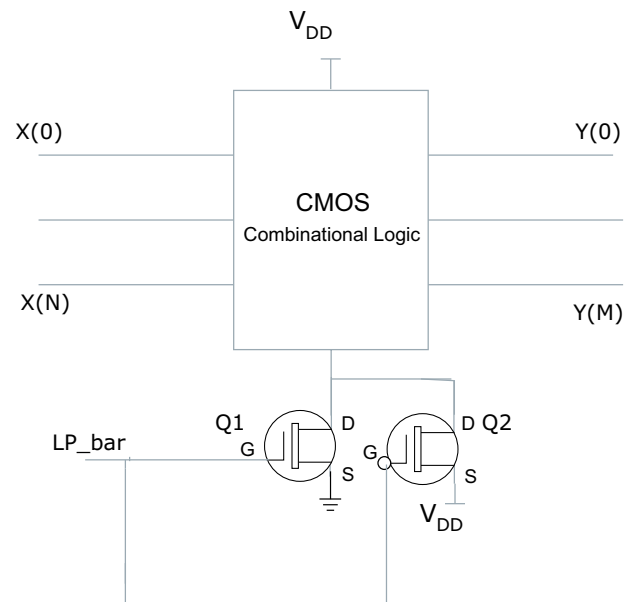 VDD
X(0)
Y(0)
CMOS
Combinational Logic
X(N)
Y(M)
Q1
D
D Q2
LP_bar
G
G
S
S
VDD